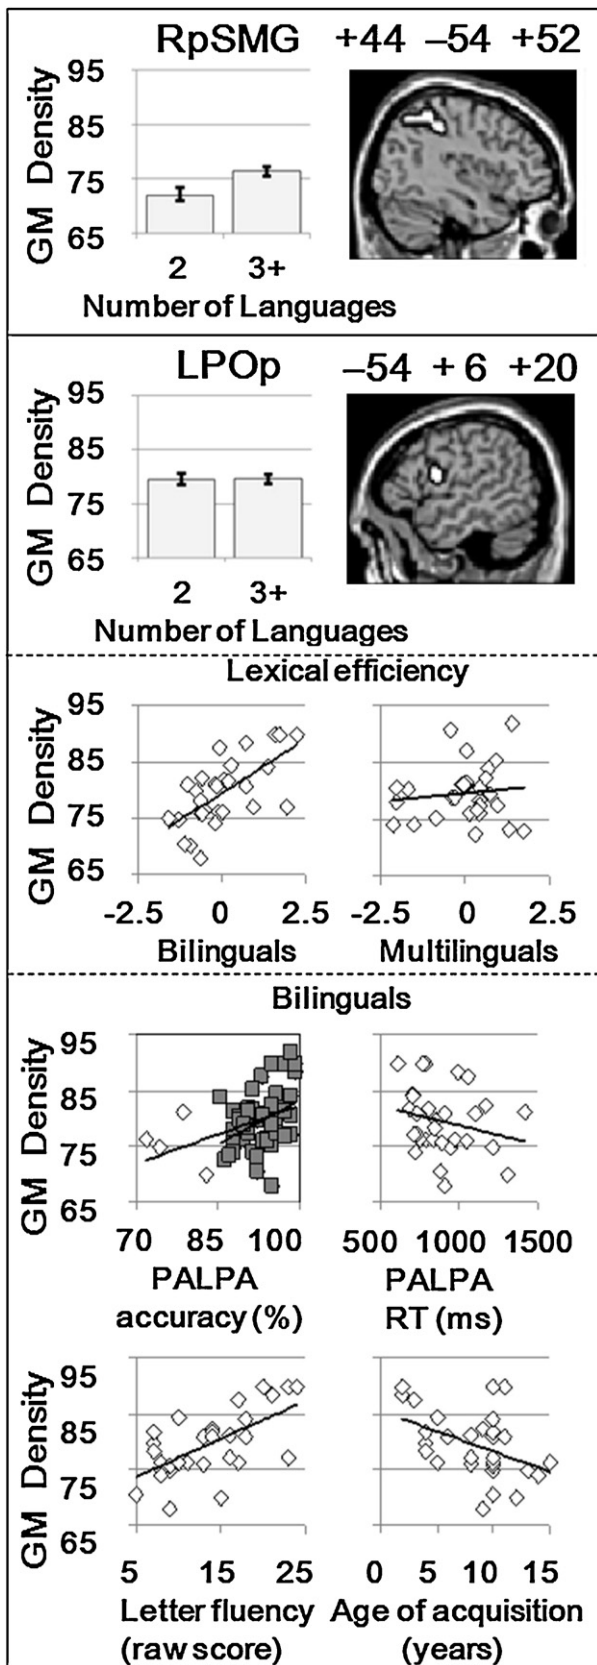 RpSMG +44 –54 +52
95
85
75
65
GM Density
2 3+
Number of Languages
LPOp –54 + 6 +20
95
85
75
65
GM Density
2 3+
Number of Languages
Lexical efficiency
95
85
75
65
GM Density
-2.5 0 2.5 -2.5 0 2.5
Bilinguals Multilinguals
Bilinguals
95
85
75
65
GM Density
70 85 100 500 1000 1500
PALPA PALPA
accuracy (%) RT (ms)
95
85
75
65
GM Density
5 15 25 0 5 10 15
Letter fluency Age of acquisition
(raw score) (years)